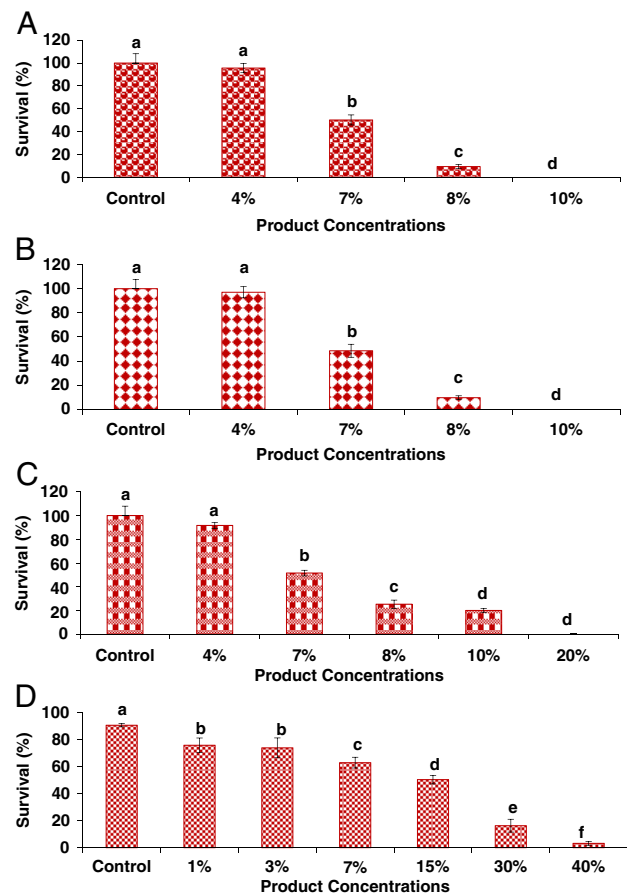 A
120
100
80
60
40
20
0
Survival (%)
a
a
b
c
d
Control 4% 7% 8% 10%
Product Concentrations
B
120
100
80
60
40
20
0
Survival (%)
a
a
b
c
d
Control 4% 7% 8% 10%
Product Concentrations
C
120
100
80
60
40
20
0
Survival (%)
a
a
b
c
d
d
Control 4% 7% 8% 10% 20%
Product Concentrations
D
100
80
60
40
20
0
Survival (%)
a
b
b
c
d
e
f
Control 1% 3% 7% 15% 30% 40%
Product Concentrations